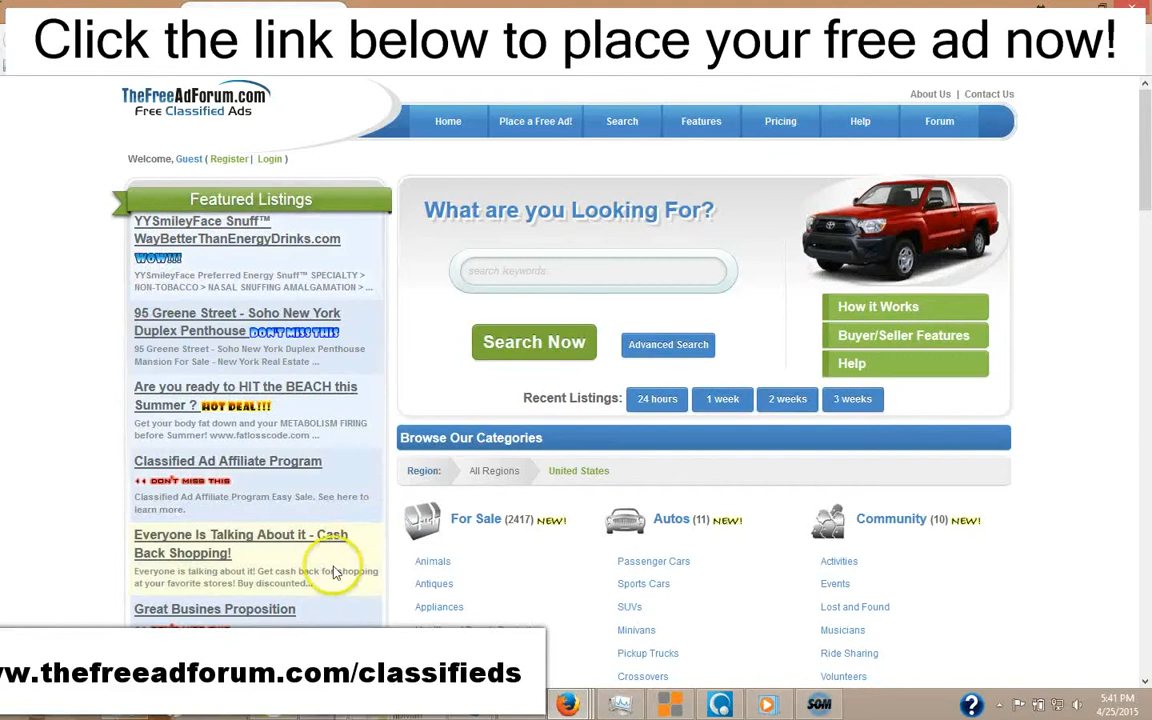 Click the link below to place your free ad now!
TheFreeAdForum.com
Free Classified Ads
About Us | Contact Us
Home
Place a Free Ad!
Search
Features
Pricing
Help
Forum
Welcome, Guest ( Register | Login )
Featured Listings
YYSmileyFace Snuff™
WayBetterThanEnergyDrinks.com
WOW!!!
YYSmileyFace Preferred Energy Snuff™ SPECIALTY >
NON-TOBACCO > NASAL SNUFFING AMALGAMATION > ...
95 Greene Street - Soho New York
Duplex Penthouse DON'T MISS THIS
95 Greene Street - Soho New York Duplex Penthouse
Mansion For Sale - New York Real Estate ...
Are you ready to HIT the BEACH this
Summer ? HOT DEAL!!!
Get your body fat down and your METABOLISM FIRING
before Summer! www.fatlosscode.com ...
Classified Ad Affiliate Program
DON'T MISS THIS
Classified Ad Affiliate Program Easy Sale. See here to
learn more.
Everyone Is Talking About it - Cash
Back Shopping!
Everyone is talking about it! Get cash back for shopping
at your favorite stores! Buy discounted...
Great Busines Proposition
What are you Looking For?
search keywords..
Search Now
Advanced Search
How it Works
Buyer/Seller Features
Help
Recent Listings:
24 hours
1 week
2 weeks
3 weeks
Browse Our Categories
Region:
All Regions
United States
For Sale (2417) NEW!
Animals
Antiques
Appliances
Autos (11) NEW!
Passenger Cars
Sports Cars
SUVs
Minivans
Pickup Trucks
Crossovers
Community (10) NEW!
Activities
Events
Lost and Found
Musicians
Ride Sharing
Volunteers
w.thefreeadforum.com/classifieds
SOM
5:41 PM
4/25/2015